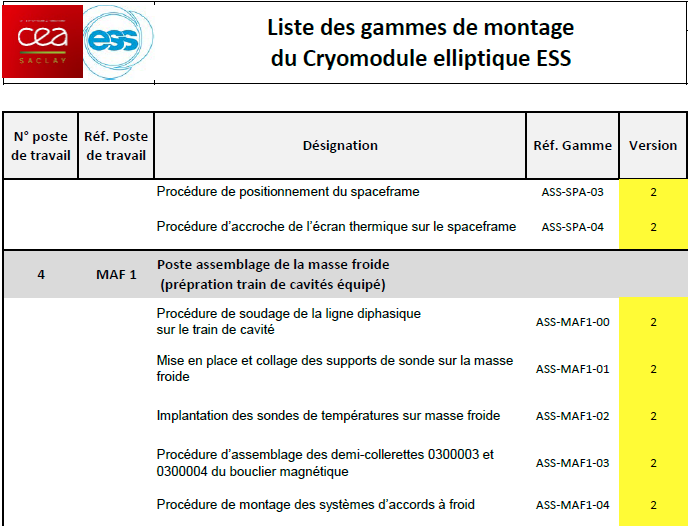 cea
SACLAY
ess
Liste des gammes de montage
du Cryomodule elliptique ESS
N° poste
de travail
Réf. Poste
de travail
Désignation
Réf. Gamme
Version
Procédure de positionnement du spaceframe
ASS-SPA-03
2
Procédure d'accroche de l'écran thermique sur le spaceframe
ASS-SPA-04
2
4
MAF 1
Poste assemblage de la masse froide
(prépration train de cavités équipé)
Procédure de soudage de la ligne diphasique
sur le train de cavité
ASS-MAF1-00
2
Mise en place et collage des supports de sonde sur la masse
froide
ASS-MAF1-01
2
Implantation des sondes de températures sur masse froide
ASS-MAF1-02
2
Procédure d'assemblage des demi-collerettes 0300003 et
0300004 du bouclier magnétique
ASS-MAF1-03
2
Procédure de montage des systèmes d'accords à froid
ASS-MAF1-04
2